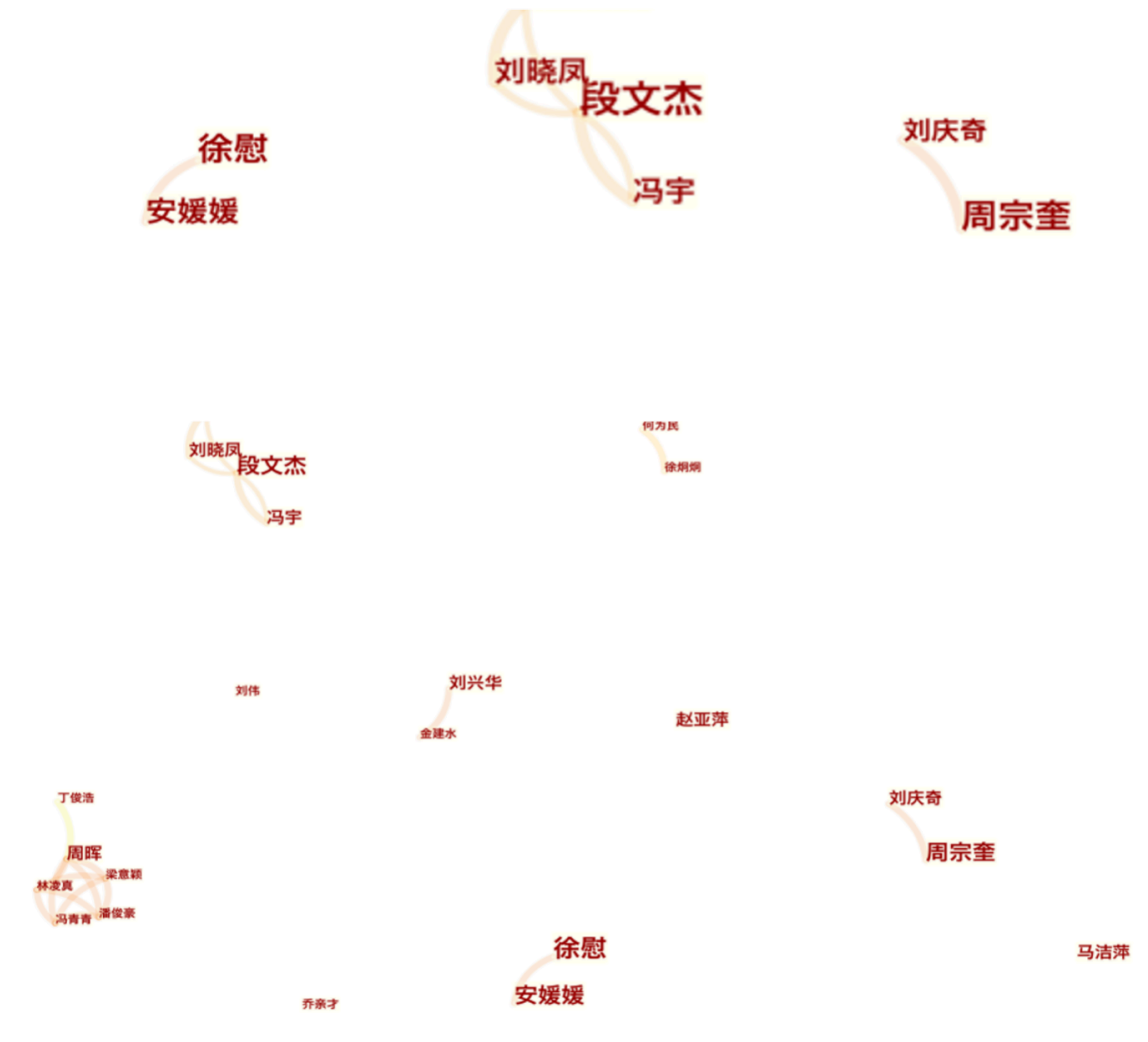 刘晓凤
段文杰
徐慰
刘庆奇
冯宇
安媛媛
周宗奎
何为民
刘晓凤
段文杰
徐炯炯
冯宇
刘兴华
刘伟
赵亚萍
金建水
丁俊浩
刘庆奇
周晖
周宗奎
梁意颖
林凌真
潘俊豪
冯青青
徐慰
马洁萍
安媛媛
乔亲才